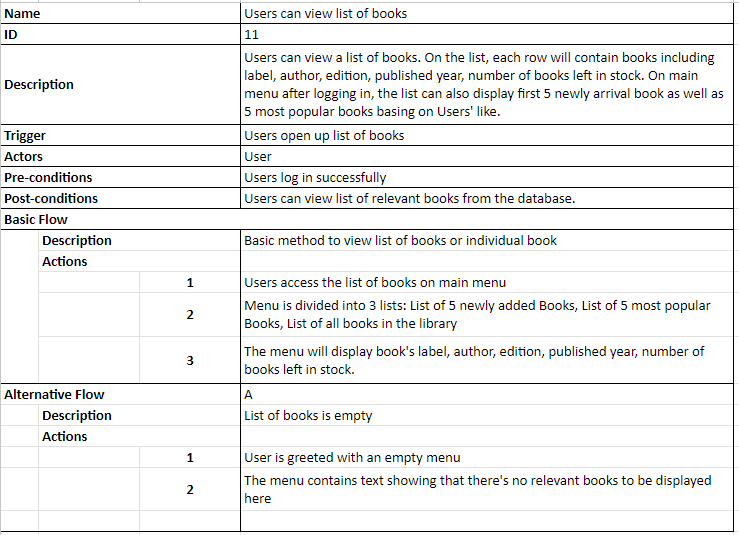 Name Users can view list of books
ID 11
Users can view a list of books. On the list, each row will contain books including
label, author, edition, published year, number of books left in stock. On main
Description
menu after logging in, the list can also display first 5 newly arrival book as well as
5 most popular books basing on Users' like.
Trigger Users open up list of books
Actors User
Pre-conditions Users log in successfully
Post-conditions Users can view list of relevant books from the database.
Basic Flow
Description Basic method to view list of books or individual book
Actions
1 Users access the list of books on main menu
2 Menu is divided into 3 lists: List of 5 newly added Books, List of 5 most popular
Books, List of all books in the library
3 The menu will display book's label, author, edition, published year, number of
books left in stock.
Alternative Flow A
Description List of books is empty
Actions
1 User is greeted with an empty menu
2 The menu contains text showing that there's no relevant books to be displayed
here